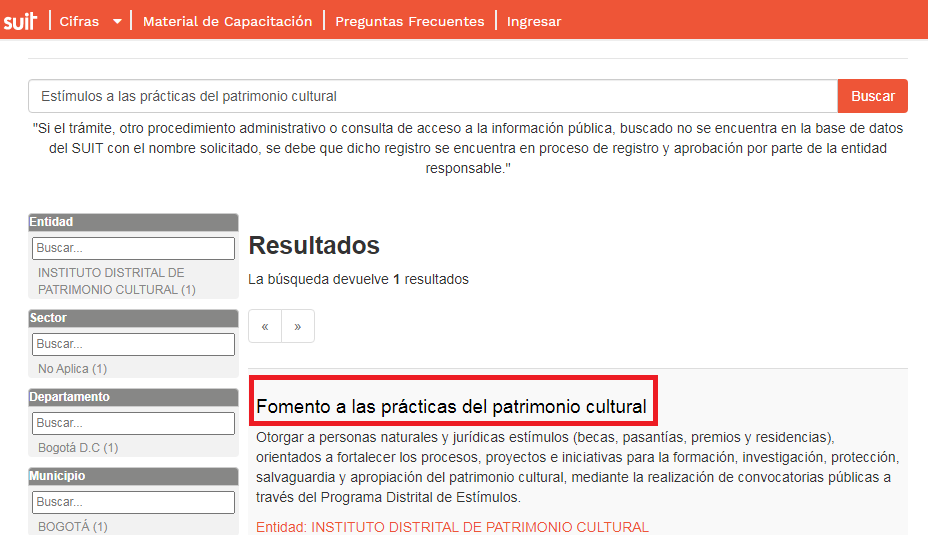 suit Cifras Material de Capacitación Preguntas Frecuentes Ingresar
Estímulos a las prácticas del patrimonio cultural Buscar
"Si el trámite, otro procedimiento administrativo o consulta de acceso a la información pública, buscado no se encuentra en la base de datos
del SUIT con el nombre solicitado, se debe que dicho registro se encuentra en proceso de registro y aprobación por parte de la entidad
responsable."
Entidad
Buscar...
INSTITUTO DISTRITAL DE
PATRIMONIO CULTURAL (1)
Sector
Buscar...
No Aplica (1)
Departamento
Buscar...
Bogotá D.C (1)
Municipio
Buscar...
BOGOTÁ (1)
Resultados
La búsqueda devuelve 1 resultados
« »
Fomento a las prácticas del patrimonio cultural
Otorgar a personas naturales y jurídicas estímulos (becas, pasantías, premios y residencias),
orientados a fortalecer los procesos, proyectos e iniciativas para la formación, investigación, protección,
salvaguardia y apropiación del patrimonio cultural, mediante la realización de convocatorias públicas a
través del Programa Distrital de Estímulos.
Entidad: INSTITUTO DISTRITAL DE PATRIMONIO CULTURAL